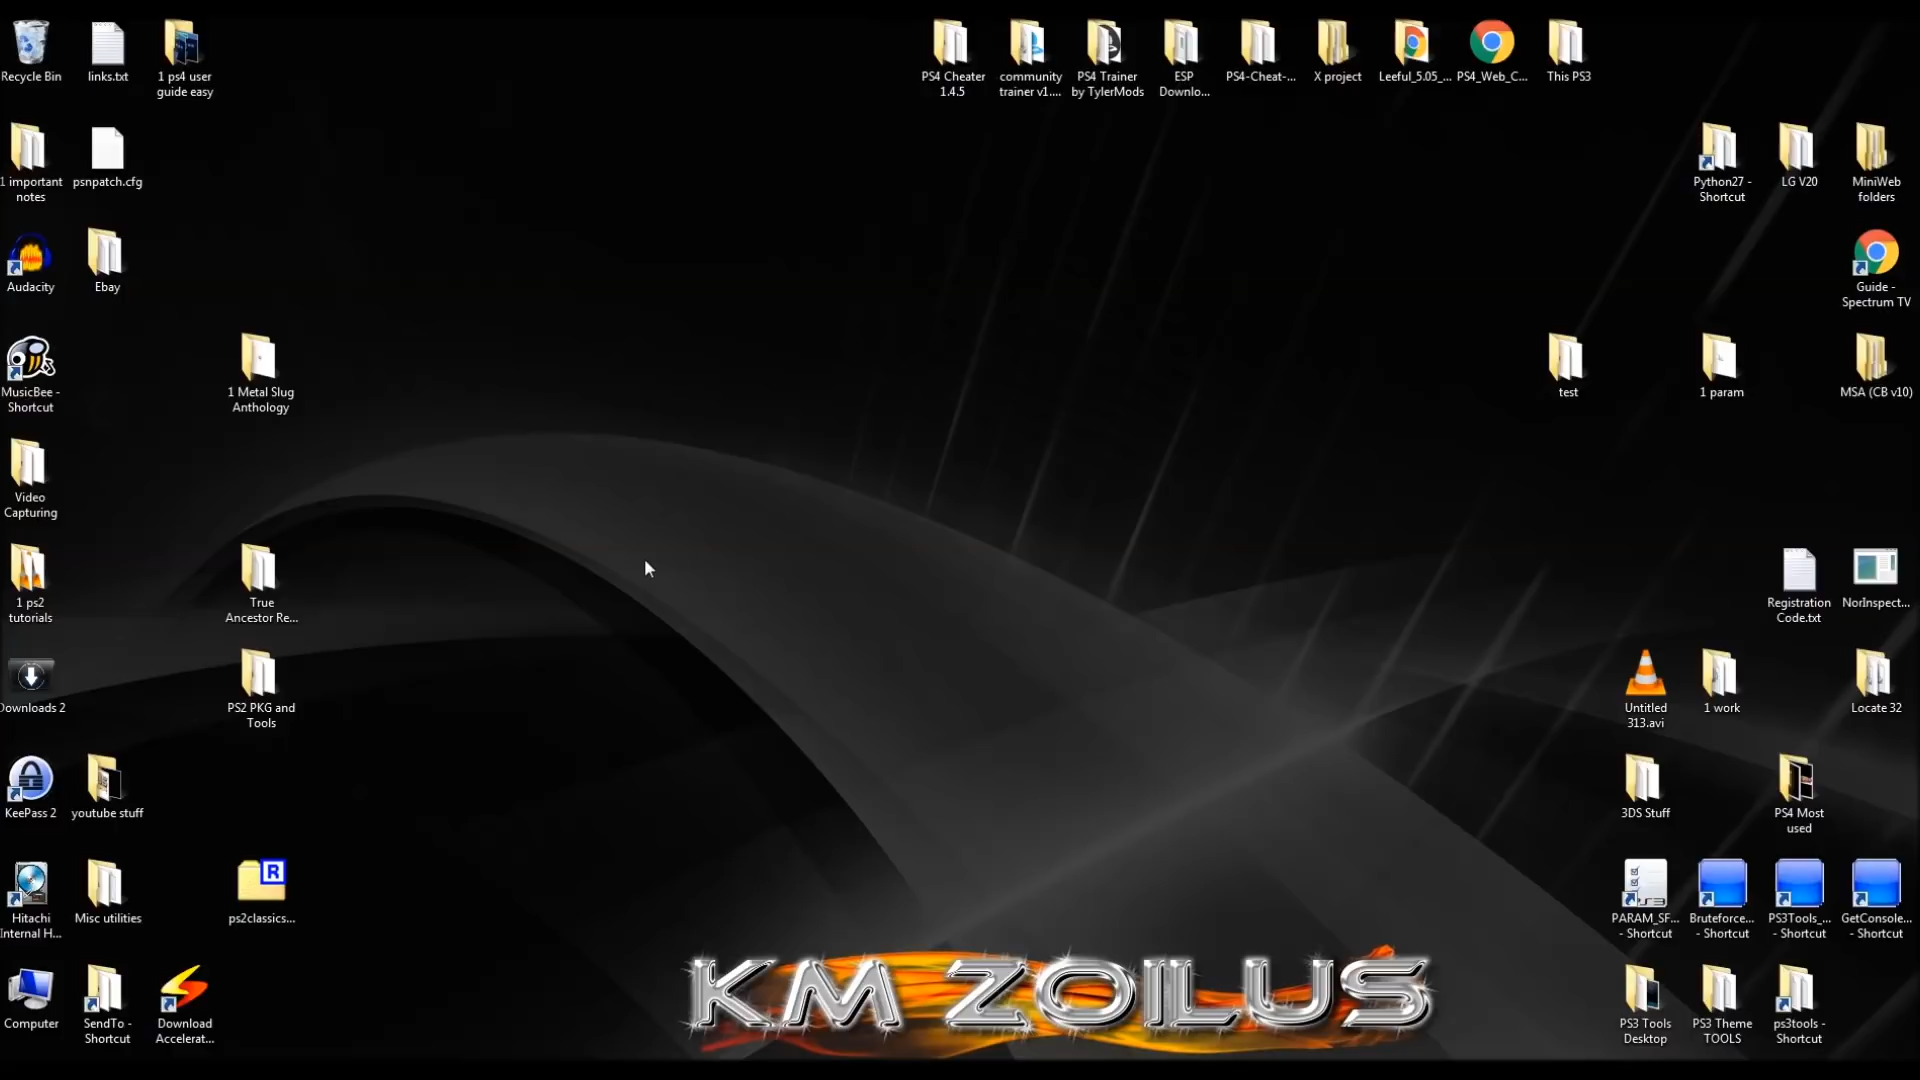 Recycle Bin
links.txt
1 ps4 user
guide easy
PS4 Cheater
1.4.5
community
trainer v1....
PS4 Trainer
by TylerMods
ESP
Downlo...
PS4-Cheat-...
X project
Leeful_5.05_...
PS4_Web_C...
This PS3
1 important
notes
psnpatch.cfg
Python27 -
Shortcut
LG V20
MiniWeb
folders
Audacity
Ebay
Guide -
Spectrum TV
MusicBee -
Shortcut
1 Metal Slug
Anthology
test
1 param
MSA (CB v10)
Video
Capturing
1 ps2
tutorials
True
Ancestor Re...
Registration
Code.txt
NorInspect...
Downloads 2
PS2 PKG and
Tools
Untitled
313.avi
1 work
Locate 32
KeePass 2
youtube stuff
3DS Stuff
PS4 Most
used
Hitachi
Internal H...
Misc utilities
R
ps2classics...
PARAM_SF...
- Shortcut
Bruteforce...
- Shortcut
PS3Tools_...
- Shortcut
GetConsole...
- Shortcut
Computer
SendTo -
Shortcut
Download
Accelerat...
KM ZOILUS
PS3 Tools
Desktop
PS3 Theme
TOOLS
ps3tools -
Shortcut